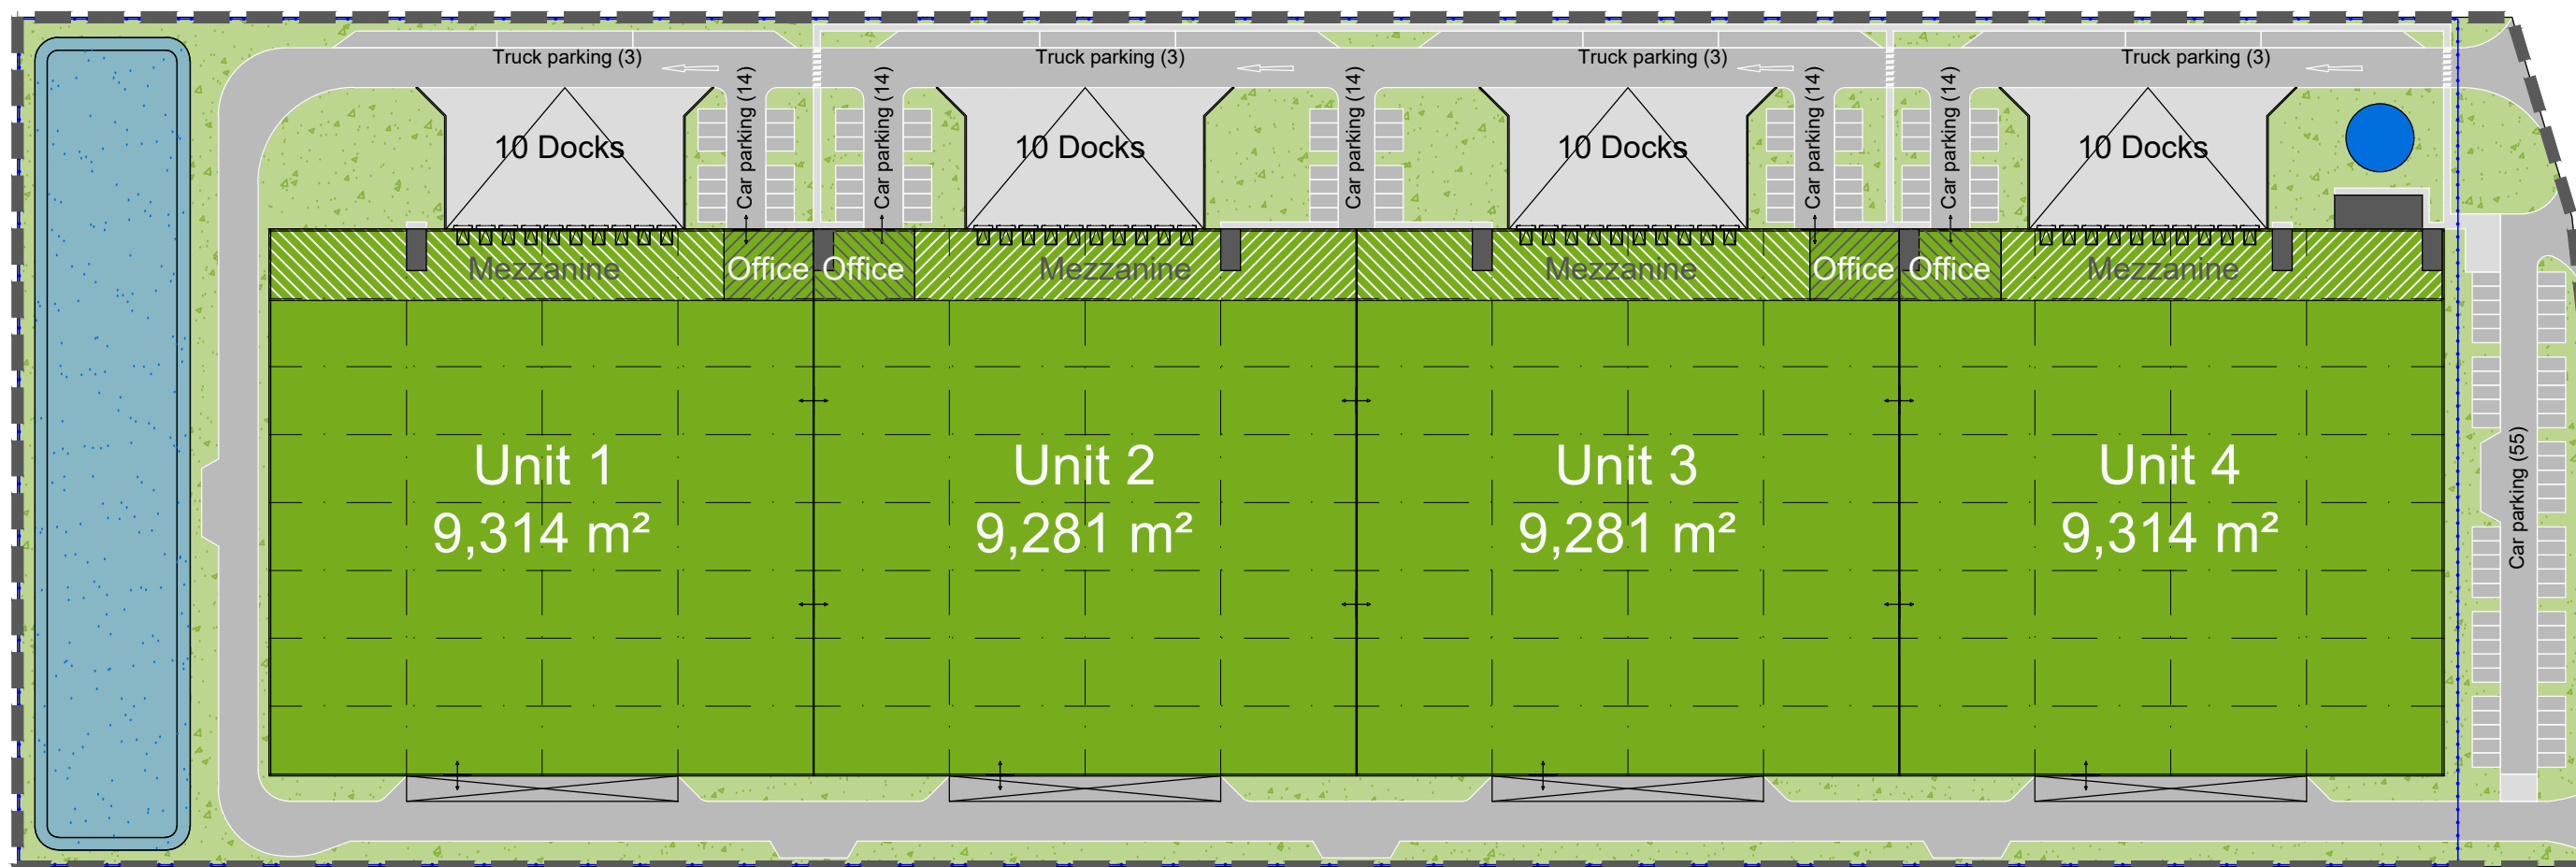 Truck parking (3)
Truck parking (3)
Truck parking (3)
Truck parking (3)
10 Docks
Car parking (14)
Car parking (14)
10 Docks
Car parking (14)
10 Docks
Car parking (14)
Car parking (14)
10 Docks
Mezzanine
Office
Office
Mezzanine
Mezzanine
Office
Office
Mezzanine
Unit 1
9,314 m²
Unit 2
9,281 m²
Unit 3
9,281 m²
Unit 4
9,314 m²
Car parking (55)